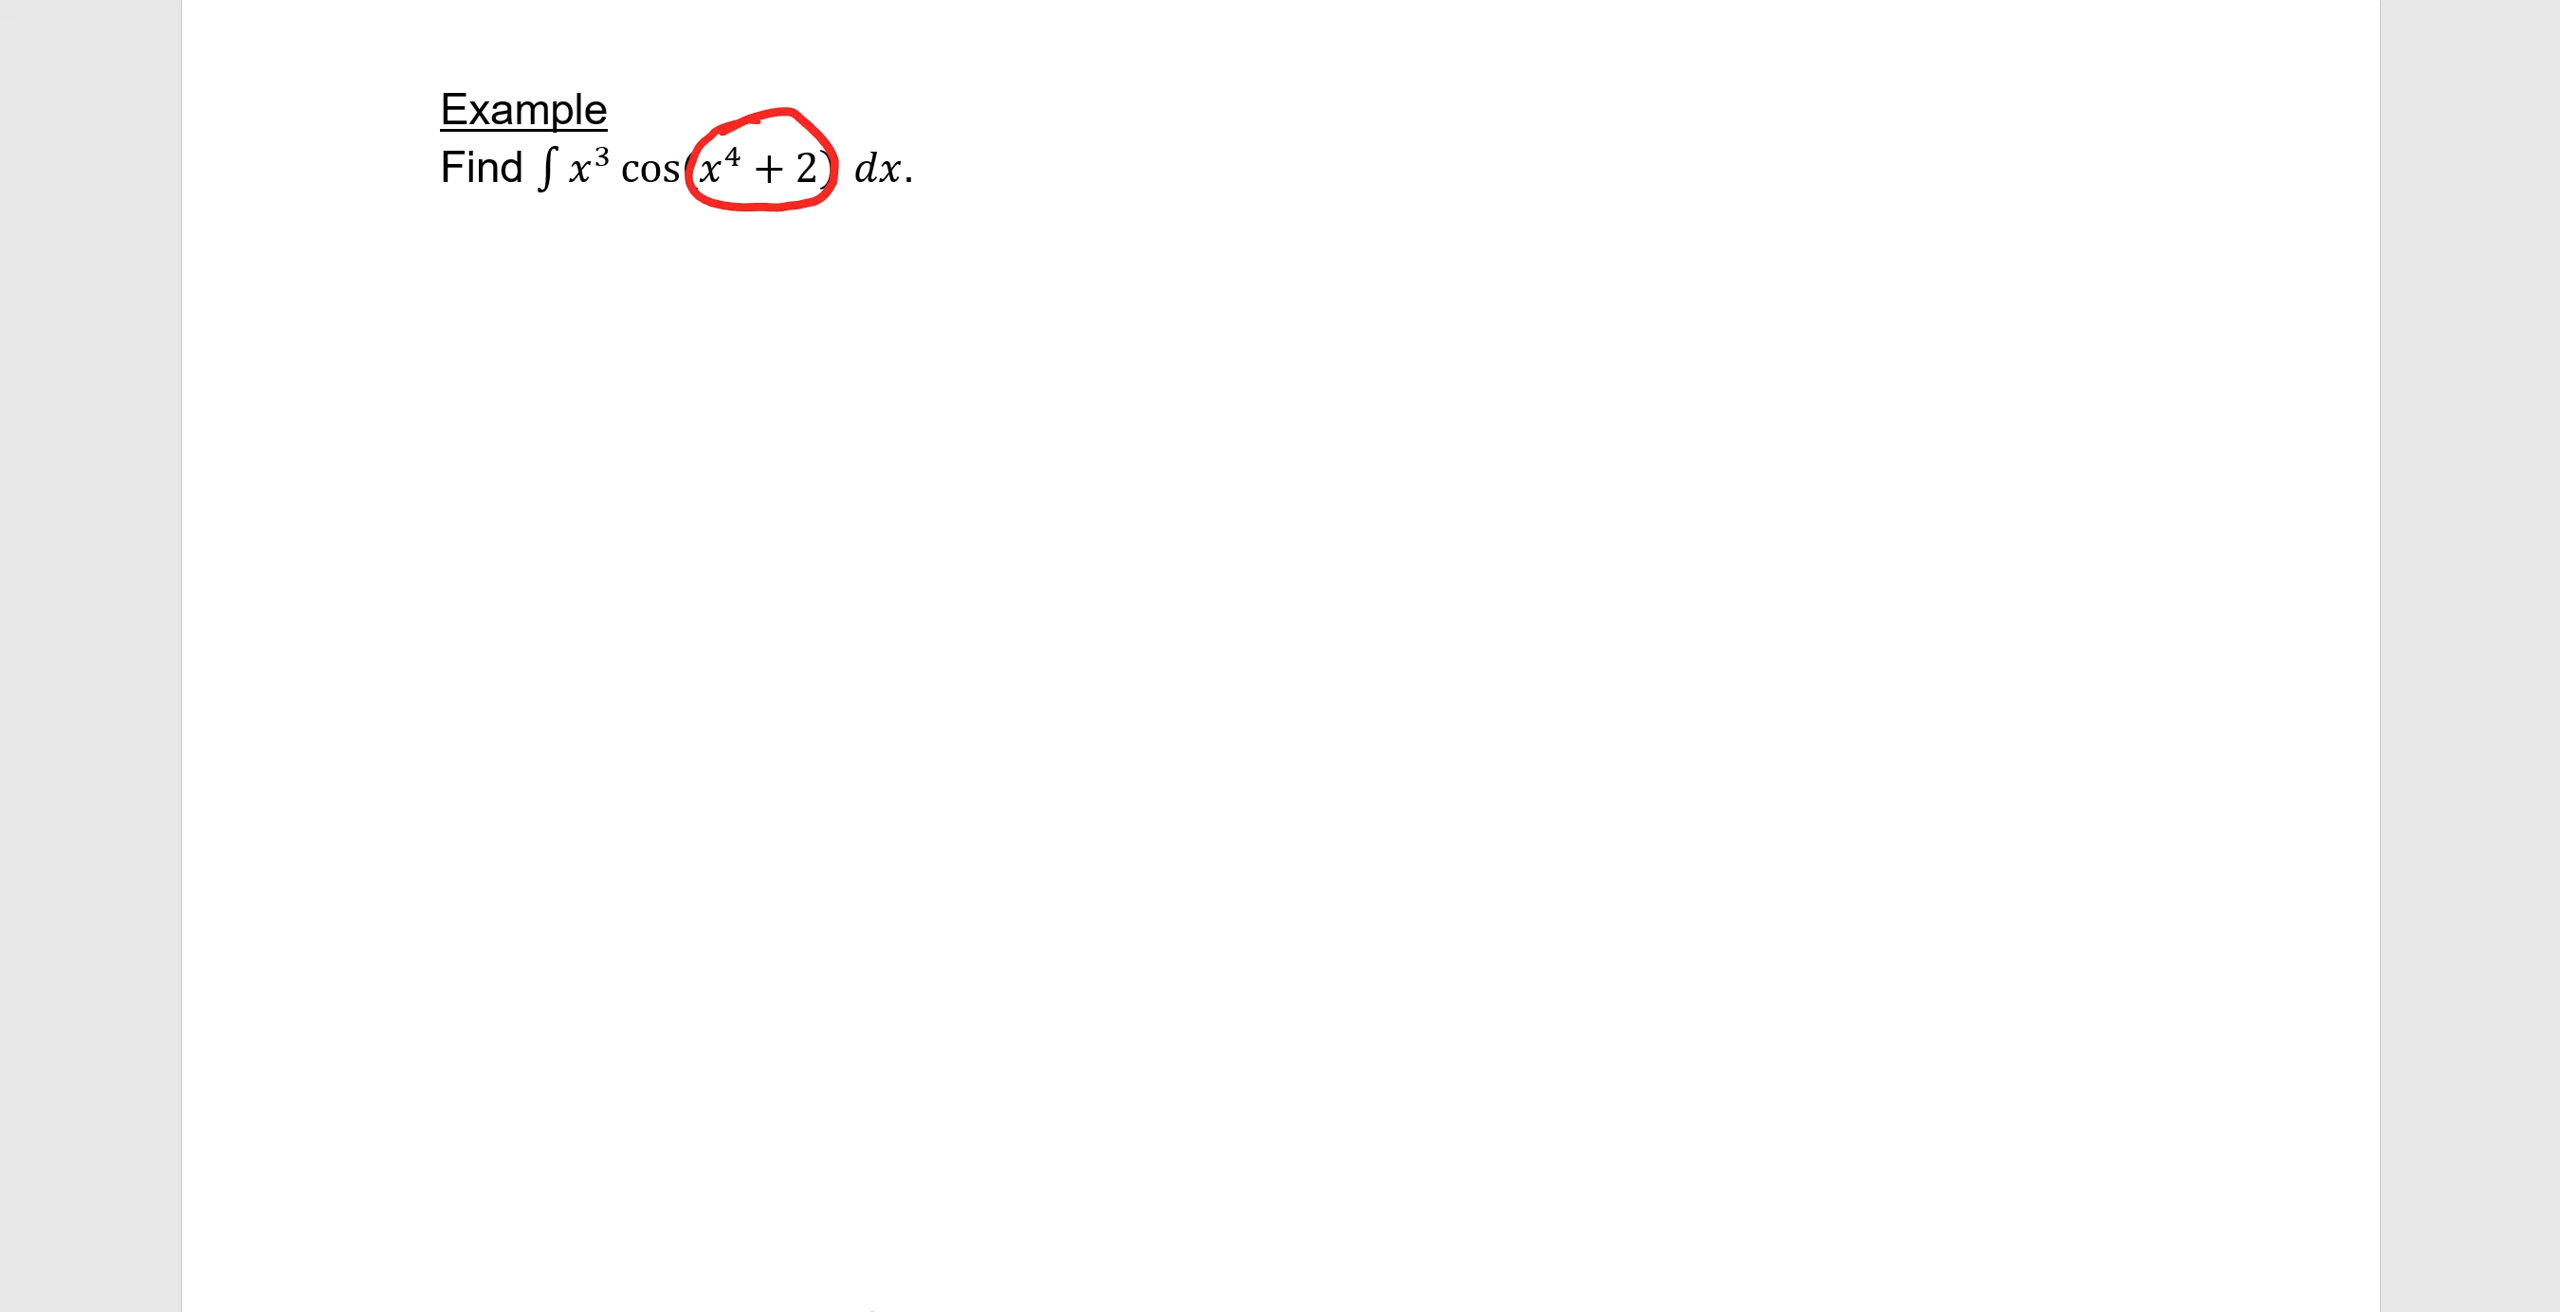 Example
Find ∫ x³ cos(x⁴ + 2) dx.